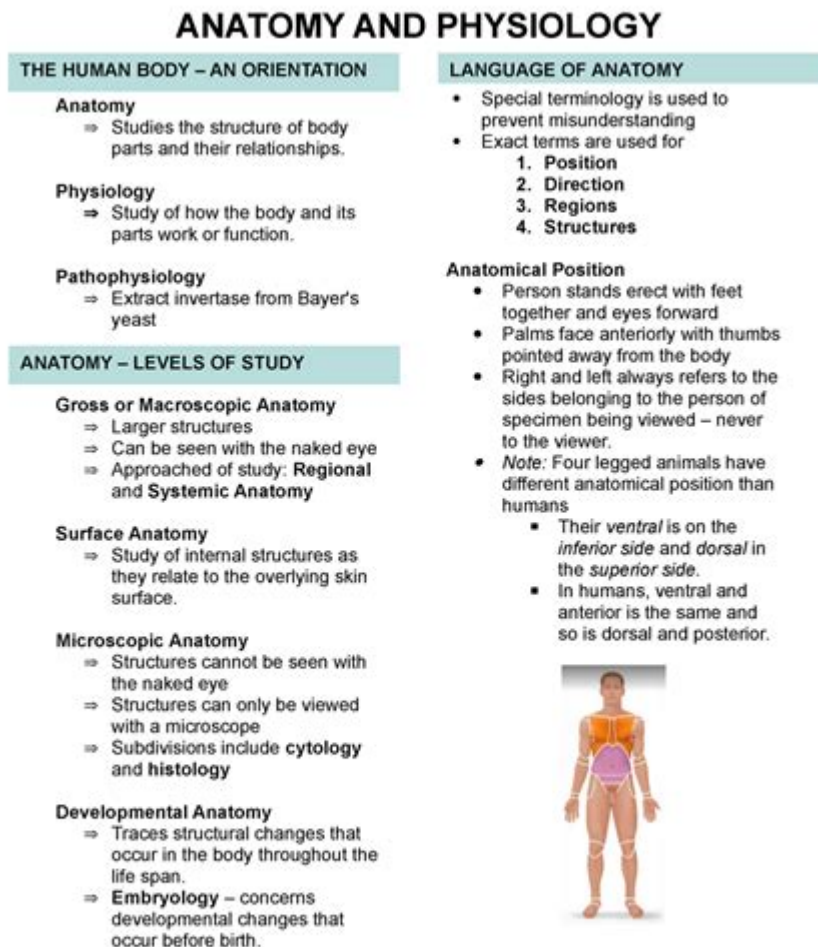 ANATOMY AND PHYSIOLOGY
THE HUMAN BODY – AN ORIENTATION
Anatomy
⇒ Studies the structure of body
parts and their relationships.
Physiology
⇒ Study of how the body and its
parts work or function.
Pathophysiology
⇒ Extract invertase from Bayer's
yeast
ANATOMY – LEVELS OF STUDY
Gross or Macroscopic Anatomy
⇒ Larger structures
⇒ Can be seen with the naked eye
⇒ Approached of study: Regional
and Systemic Anatomy
Surface Anatomy
⇒ Study of internal structures as
they relate to the overlying skin
surface.
Microscopic Anatomy
⇒ Structures cannot be seen with
the naked eye
⇒ Structures can only be viewed
with a microscope
⇒ Subdivisions include cytology
and histology
Developmental Anatomy
⇒ Traces structural changes that
occur in the body throughout the
life span.
⇒ Embryology – concerns
developmental changes that
occur before birth.
LANGUAGE OF ANATOMY
• Special terminology is used to
prevent misunderstanding
• Exact terms are used for
1. Position
2. Direction
3. Regions
4. Structures
Anatomical Position
• Person stands erect with feet
together and eyes forward
• Palms face anteriorly with thumbs
pointed away from the body
• Right and left always refers to the
sides belonging to the person of
specimen being viewed – never
to the viewer.
• Note: Four legged animals have
different anatomical position than
humans
▪ Their ventral is on the
inferior side and dorsal in
the superior side.
▪ In humans, ventral and
anterior is the same and
so is dorsal and posterior.